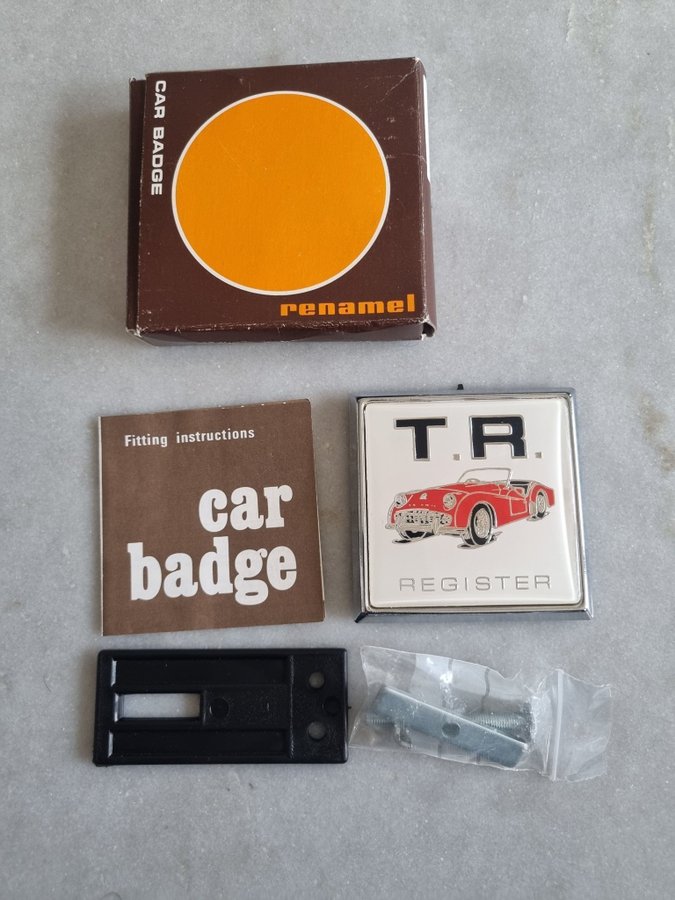 CAR BADGE
renamel
Fitting instructions
car
badge
T.R.
REGISTER